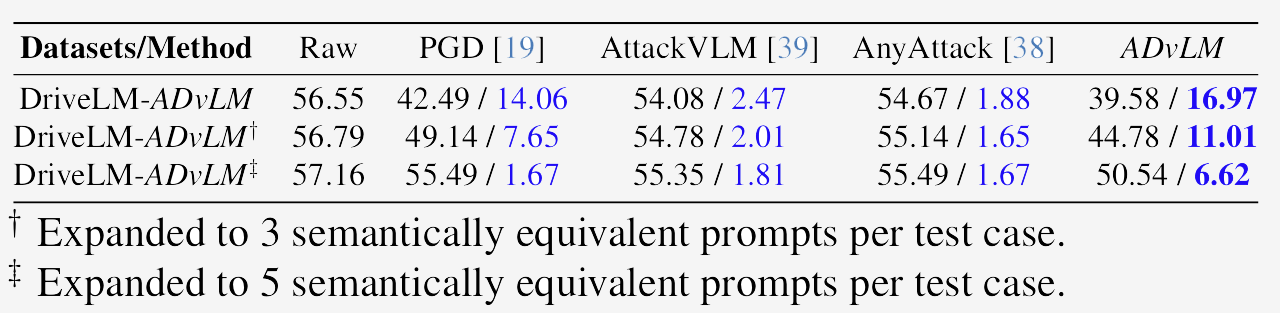 Datasets/Method Raw PGD [19] AttackVLM [39] AnyAttack [38] ADvLM
DriveLM-ADvLM 56.55 42.49 / 14.06 54.08 / 2.47 54.67 / 1.88 39.58 / 16.97
DriveLM-ADvLM† 56.79 49.14 / 7.65 54.78 / 2.01 55.14 / 1.65 44.78 / 11.01
DriveLM-ADvLM‡ 57.16 55.49 / 1.67 55.35 / 1.81 55.49 / 1.67 50.54 / 6.62
† Expanded to 3 semantically equivalent prompts per test case.
‡ Expanded to 5 semantically equivalent prompts per test case.